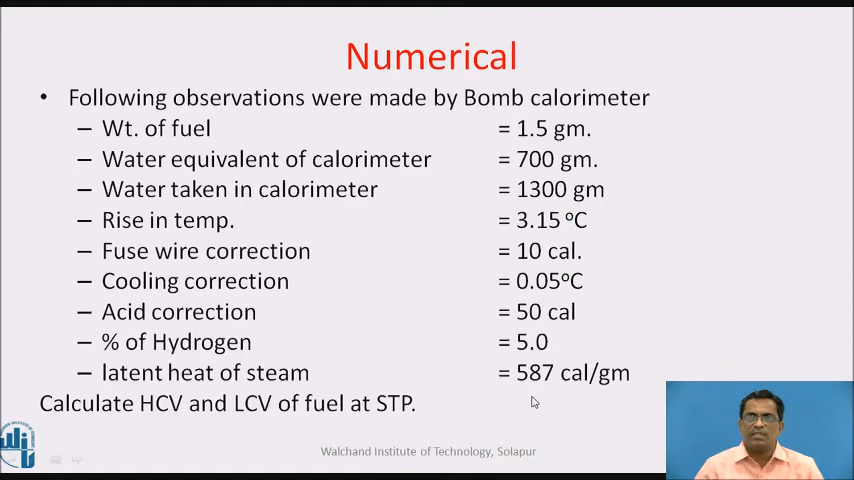 Numerical
• Following observations were made by Bomb calorimeter
– Wt. of fuel = 1.5 gm.
– Water equivalent of calorimeter = 700 gm.
– Water taken in calorimeter = 1300 gm
– Rise in temp. = 3.15 ºC
– Fuse wire correction = 10 cal.
– Cooling correction = 0.05ºC
– Acid correction = 50 cal
– % of Hydrogen = 5.0
– latent heat of steam = 587 cal/gm
Calculate HCV and LCV of fuel at STP.
Walchand Institute of Technology, Solapur